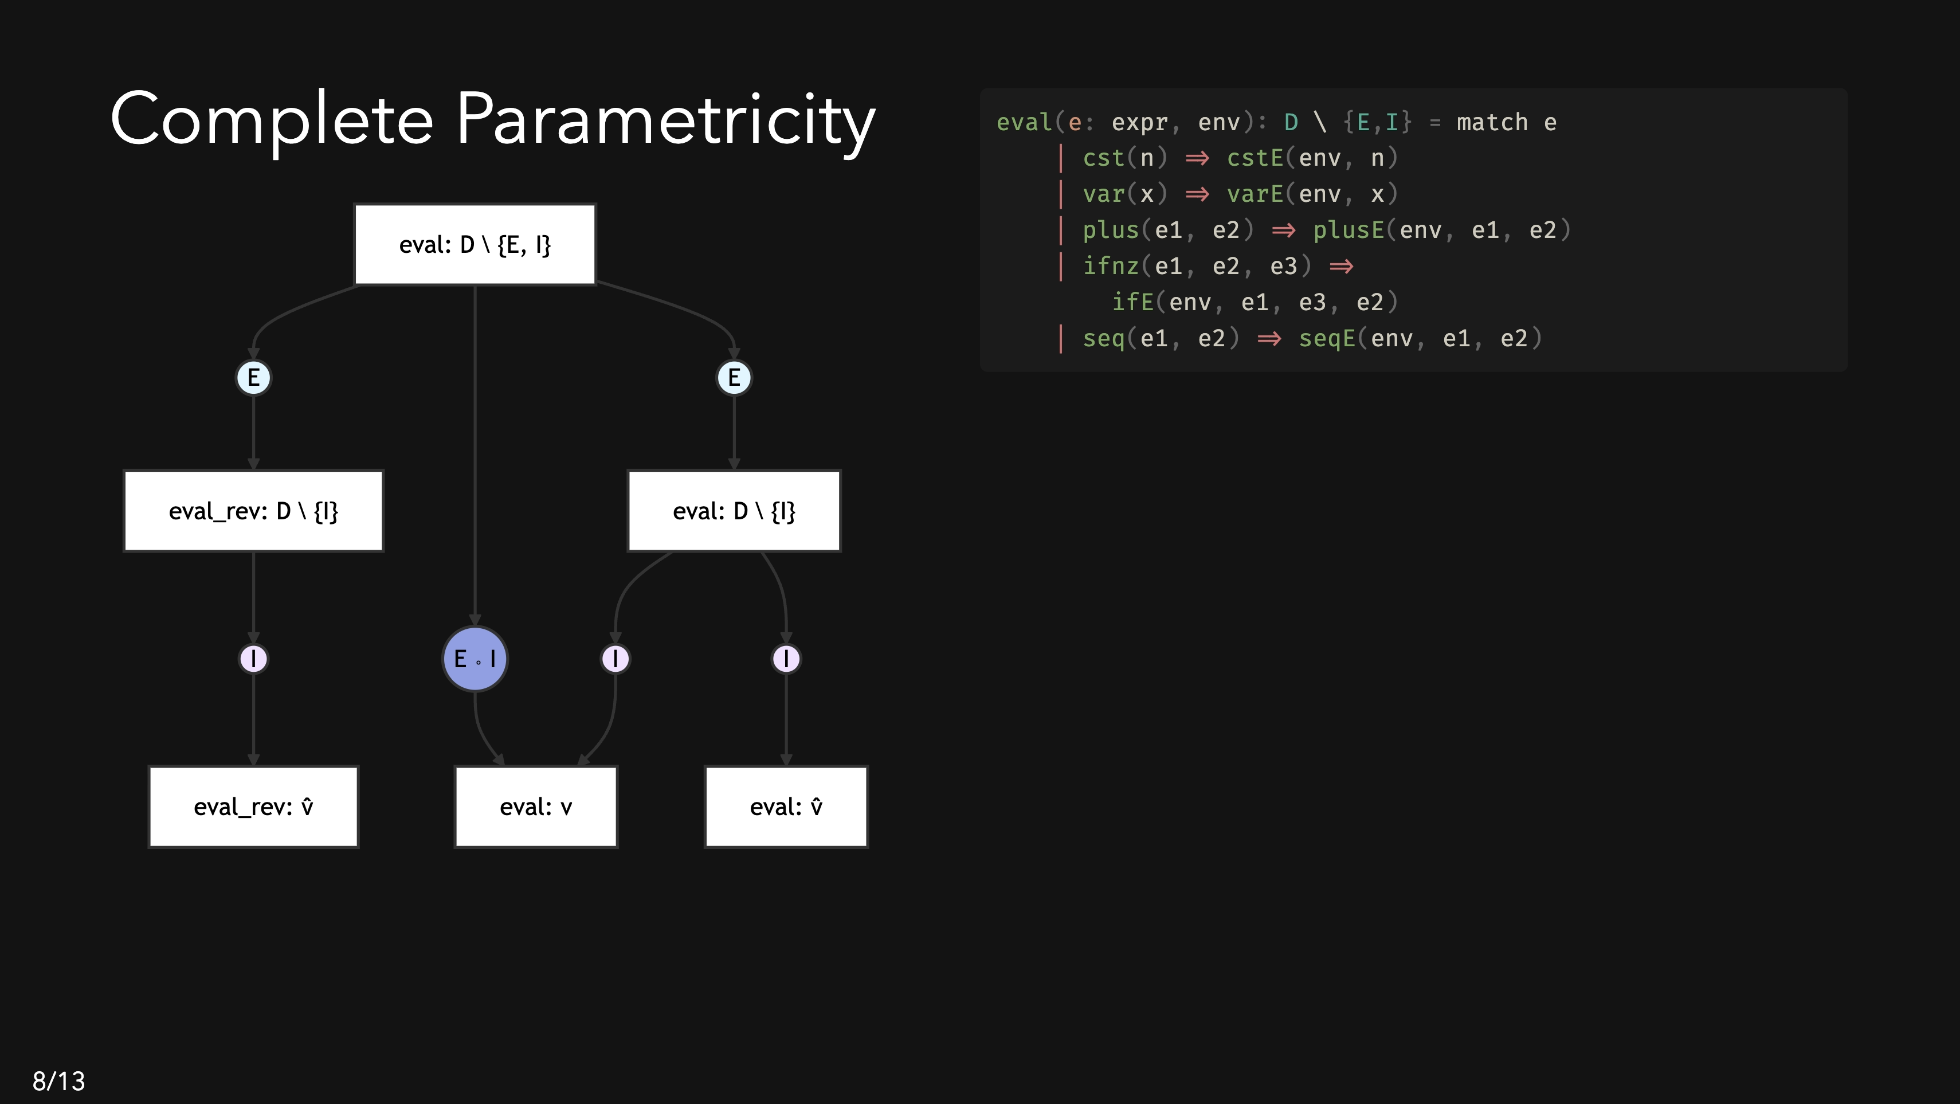 Complete Parametricity
eval: D \ {E, I}
E
E
eval_rev: D \ {I}
eval: D \ {I}
I
E ∘ I
I
I
eval_rev: v̂
eval: v
eval: v̂
eval(e: expr, env): D \ {E,I} = match e
| cst(n) ⇒ cstE(env, n)
| var(x) ⇒ varE(env, x)
| plus(e1, e2) ⇒ plusE(env, e1, e2)
| ifnz(e1, e2, e3) ⇒
ifE(env, e1, e3, e2)
| seq(e1, e2) ⇒ seqE(env, e1, e2)
8/13